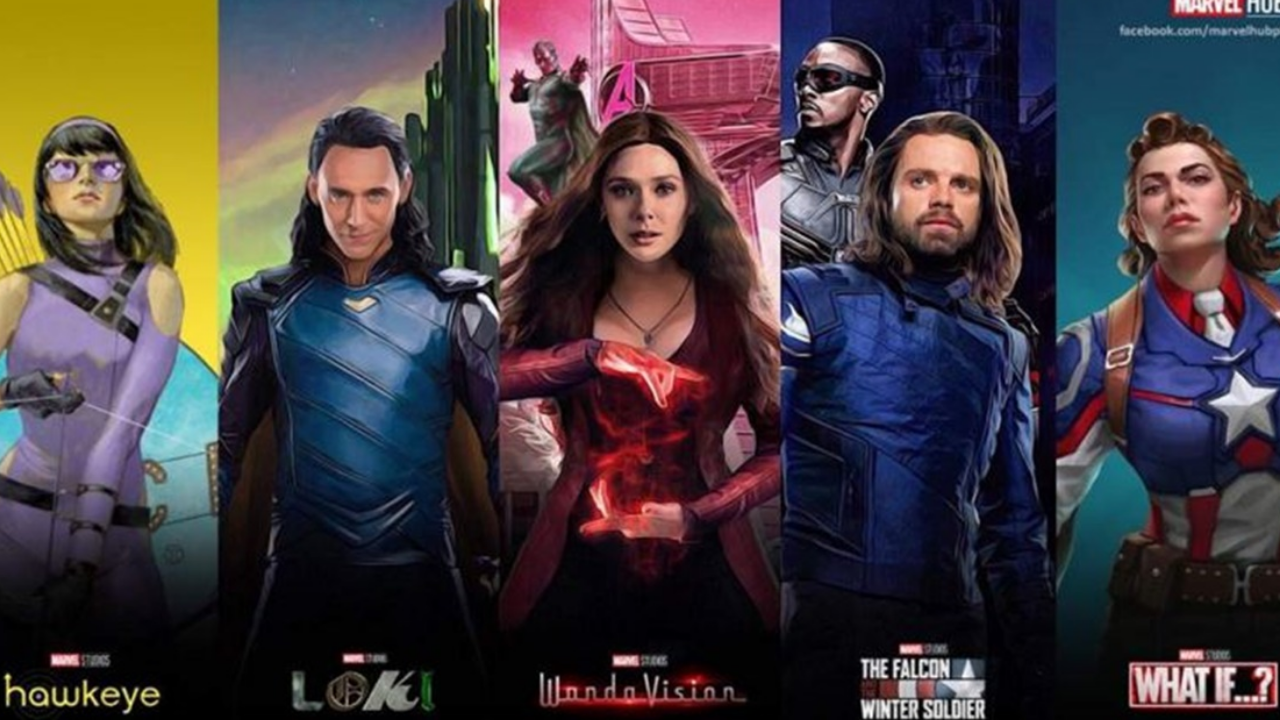 MARVEL HUB
facebook.com/marvelhubp
A
MARVEL STUDIOS
hawkeye
MARVEL STUDIOS
LOKI
MARVEL STUDIOS
WandaVision
MARVEL STUDIOS
THE FALCON
WINTER SOLDIER
MARVEL STUDIOS
WHAT IF...?